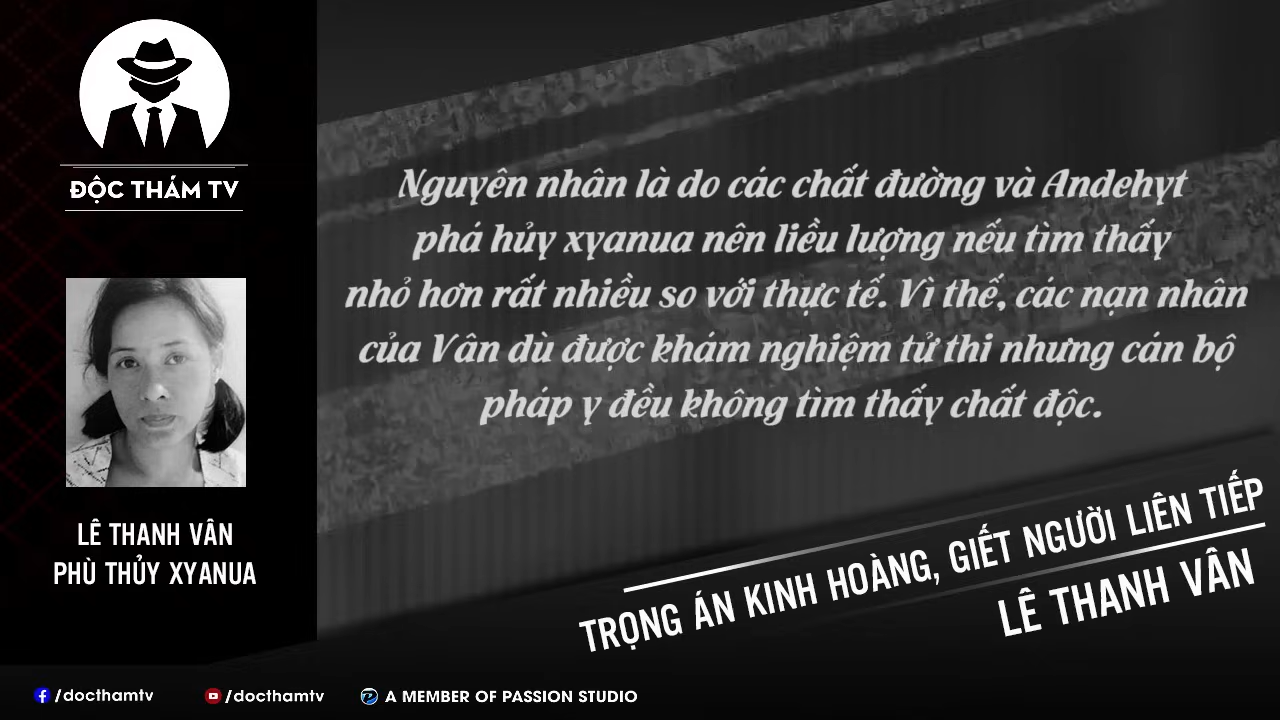 ĐỘC THÁM TV
LÊ THANH VÂN
PHÙ THỦY XYANUA
Nguyên nhân là do các chất đường và Andehyt
phá hủy xyanua nên liều lượng nếu tìm thấy
nhỏ hơn rất nhiều so với thực tế. Vì thế, các nạn nhân
của Vân dù được khám nghiệm tử thi nhưng cán bộ
pháp y đều không tìm thấy chất độc.
TRỌNG ÁN KINH HOÀNG, GIẾT NGƯỜI LIÊN TIẾP
LÊ THANH VÂN
/docthamtv
/docthamtv
A MEMBER OF PASSION STUDIO